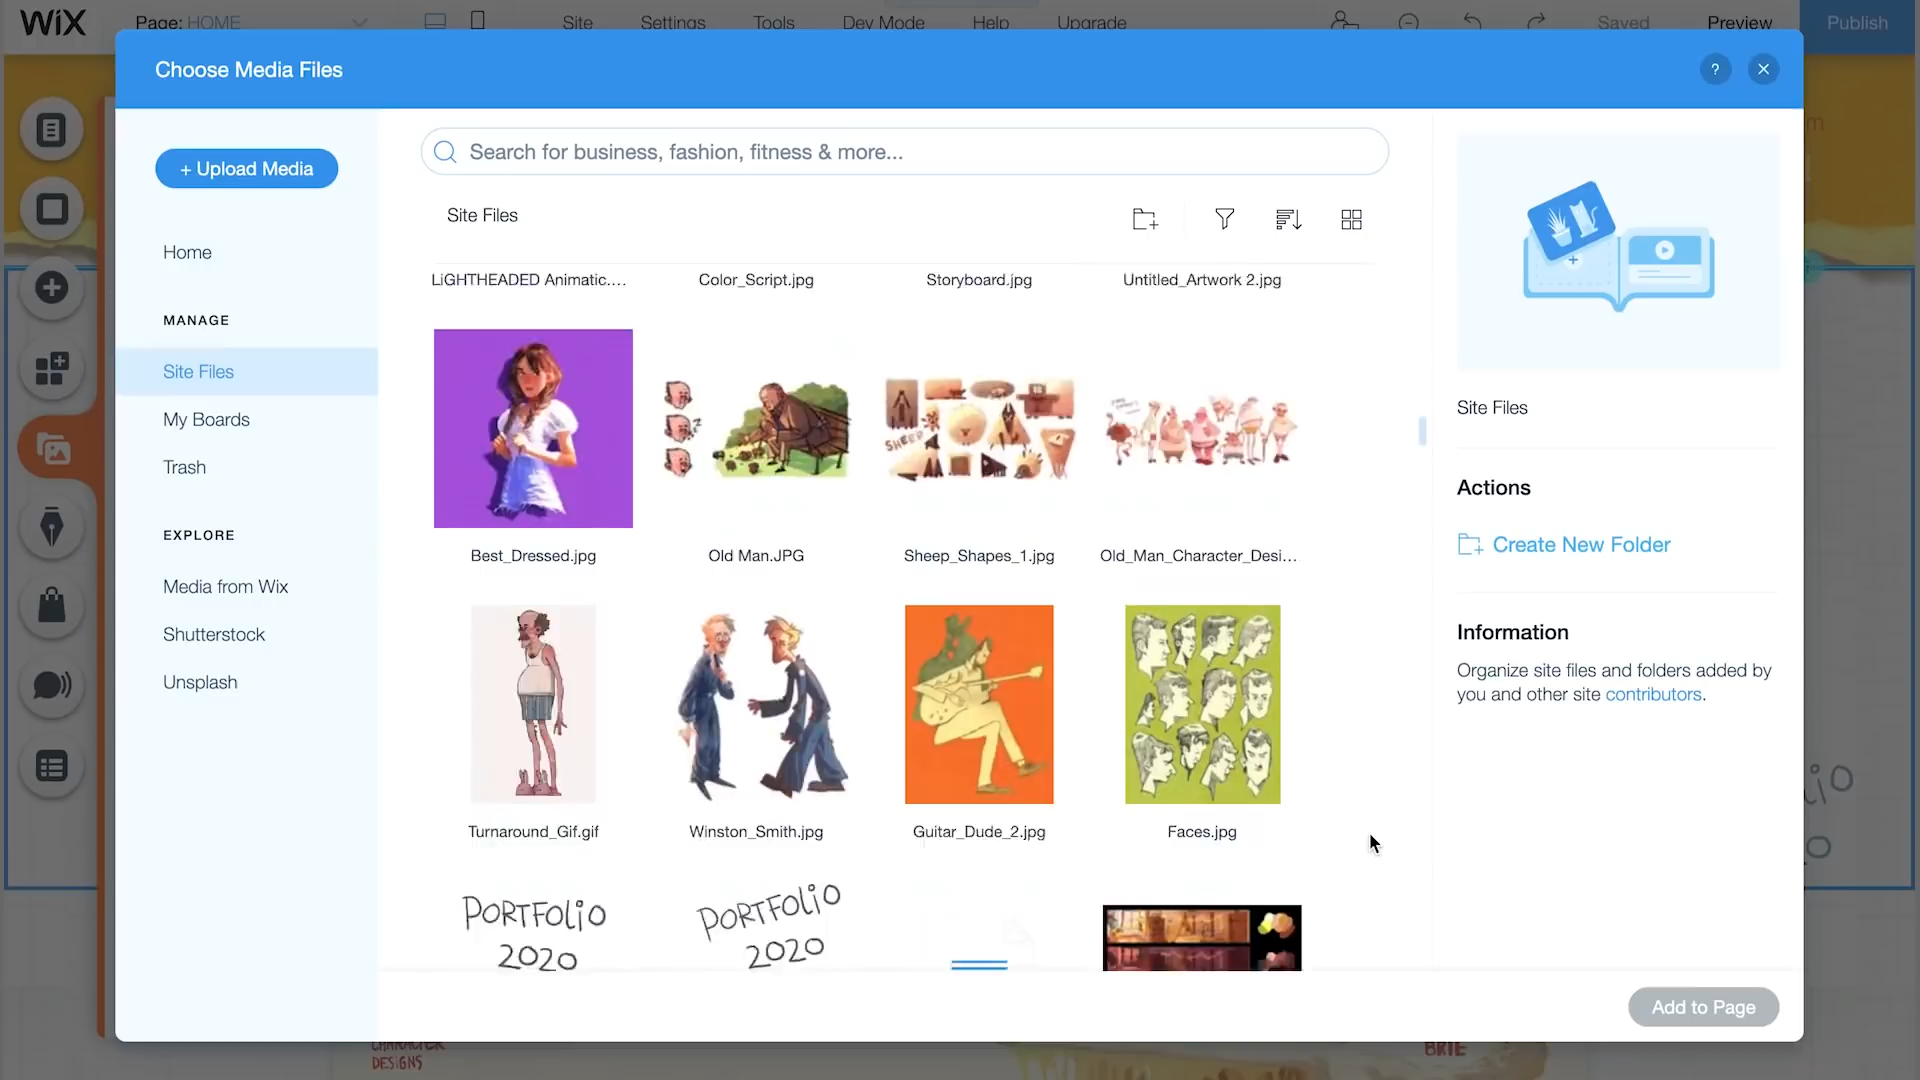 WiX
Page: HOME
Site
Settings
Tools
Dev Mode
Help
Upgrade
Saved
Preview
Publish
Choose Media Files
?
+ Upload Media
Search for business, fashion, fitness & more...
Home
MANAGE
Site Files
My Boards
Trash
EXPLORE
Media from Wix
Shutterstock
Unsplash
Site Files
LiGHTHEADED Animatic....
Color_Script.jpg
Storyboard.jpg
Untitled_Artwork 2.jpg
SHEEP
Best_Dressed.jpg
Old Man.JPG
Sheep_Shapes_1.jpg
Old_Man_Character_Desi...
Turnaround_Gif.gif
Winston_Smith.jpg
Guitar_Dude_2.jpg
Faces.jpg
PORTFOLiO
2020
PORTFOLiO
2020
Site Files
Actions
Create New Folder
Information
Organize site files and folders added by
you and other site contributors.
Add to Page
CHARACTER
DESIGNS
BRIE